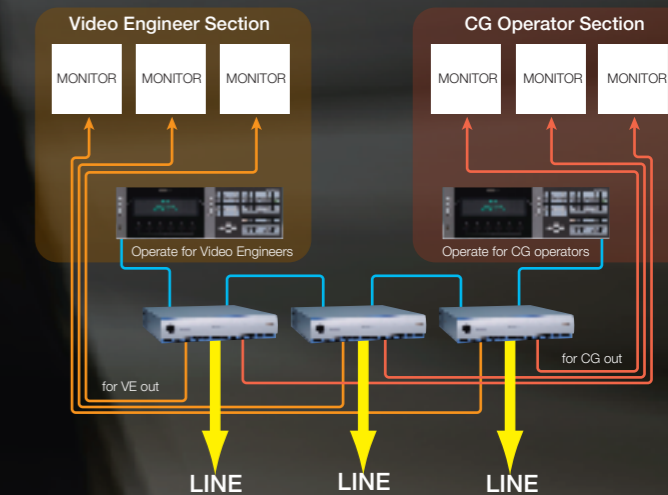 Video Engineer Section
CG Operator Section
MONITOR MONITOR MONITOR
MONITOR MONITOR MONITOR
Operate for Video Engineers
Operate for CG operators
for VE out
for CG out
LINE LINE LINE